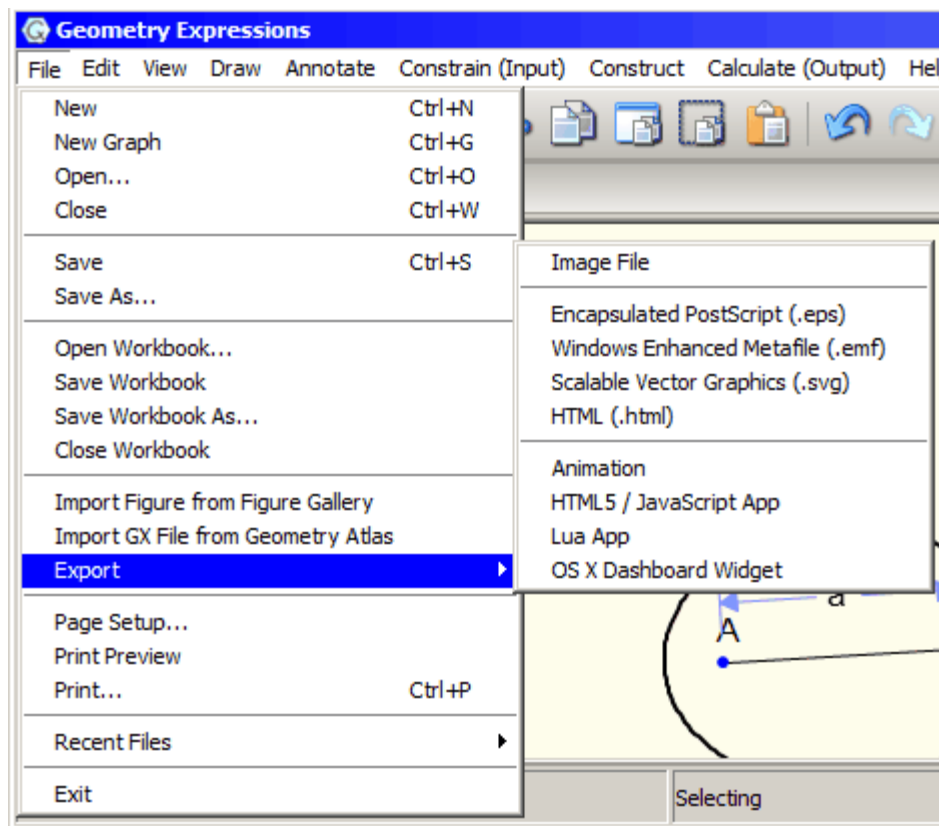 Geometry Expressions
File Edit View Draw Annotate Constrain (Input) Construct Calculate (Output) Hel
New Ctrl+N
New Graph Ctrl+G
Open... Ctrl+O
Close Ctrl+W
Save Ctrl+S
Save As...
Open Workbook...
Save Workbook
Save Workbook As...
Close Workbook
Import Figure from Figure Gallery
Import GX File from Geometry Atlas
Export
Page Setup...
Print Preview
Print... Ctrl+P
Recent Files
Exit
Image File
Encapsulated PostScript (.eps)
Windows Enhanced Metafile (.emf)
Scalable Vector Graphics (.svg)
HTML (.html)
Animation
HTML5 / JavaScript App
Lua App
OS X Dashboard Widget
a
A
Selecting